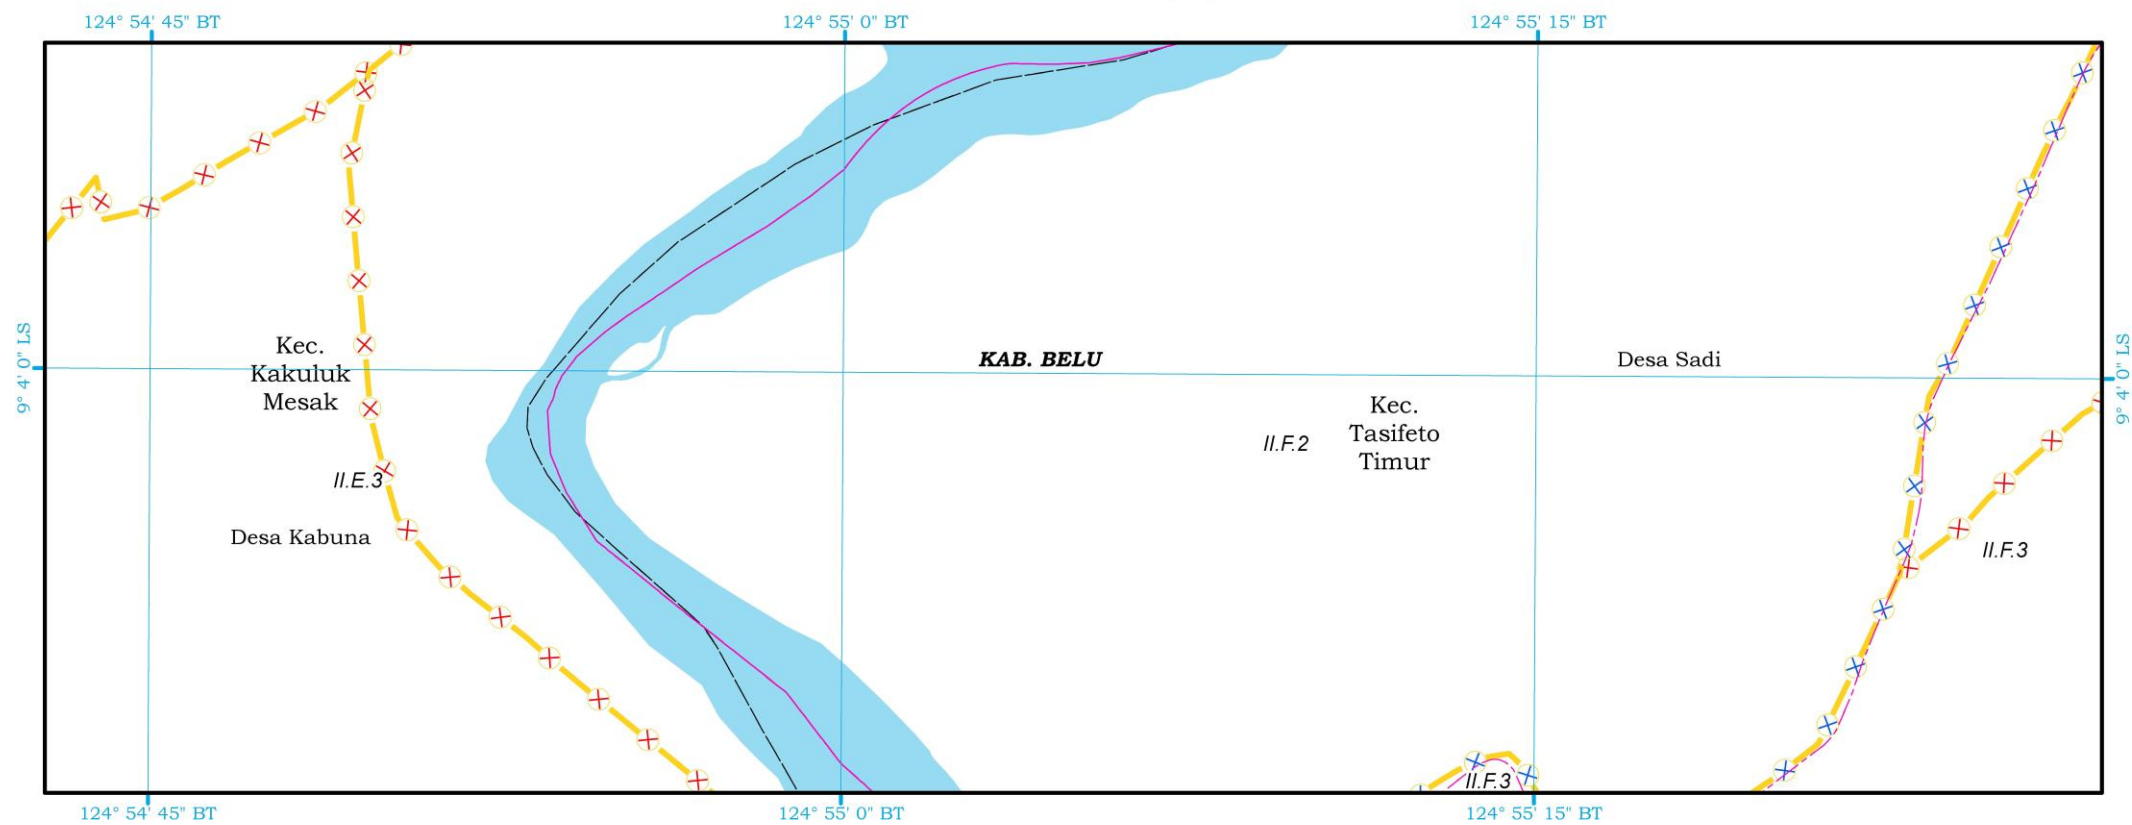 124° 54' 45" BT
124° 55' 0" BT
124° 55' 15" BT
9° 4' 0" LS
Kec.
Kakuluk
Mesak
II.E.3
Desa Kabuna
KAB. BELU
II.F.2
Kec.
Tasifeto
Timur
Desa Sadi
II.F.3
II.F.3
9° 4' 0" LS
124° 54' 45" BT
124° 55' 0" BT
124° 55' 15" BT